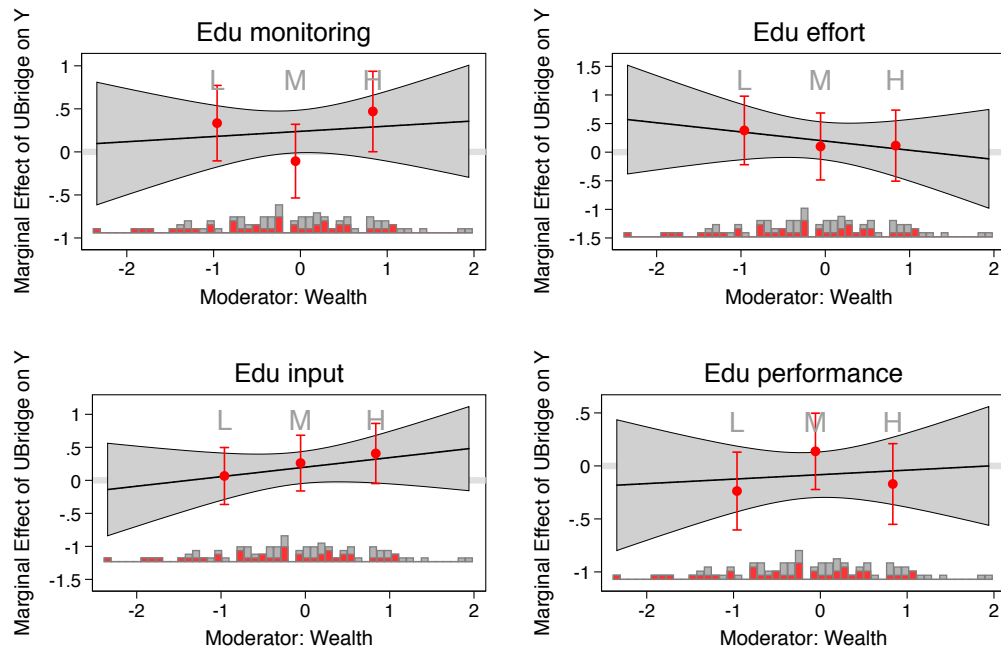 Edu monitoring
Marginal Effect of UBridge on Y
1
.5
0
-.5
-1
L
M
H
-2
-1
0
1
2
Moderator: Wealth
Edu effort
Marginal Effect of UBridge on Y
1.5
1
.5
0
-.5
-1
-1.5
L
M
H
-2
-1
0
1
2
Moderator: Wealth
Edu input
Marginal Effect of UBridge on Y
1
.5
0
-.5
-1
-1.5
L
M
H
-2
-1
0
1
2
Moderator: Wealth
Edu performance
Marginal Effect of UBridge on Y
.5
0
-.5
-1
L
M
H
-2
-1
0
1
2
Moderator: Wealth